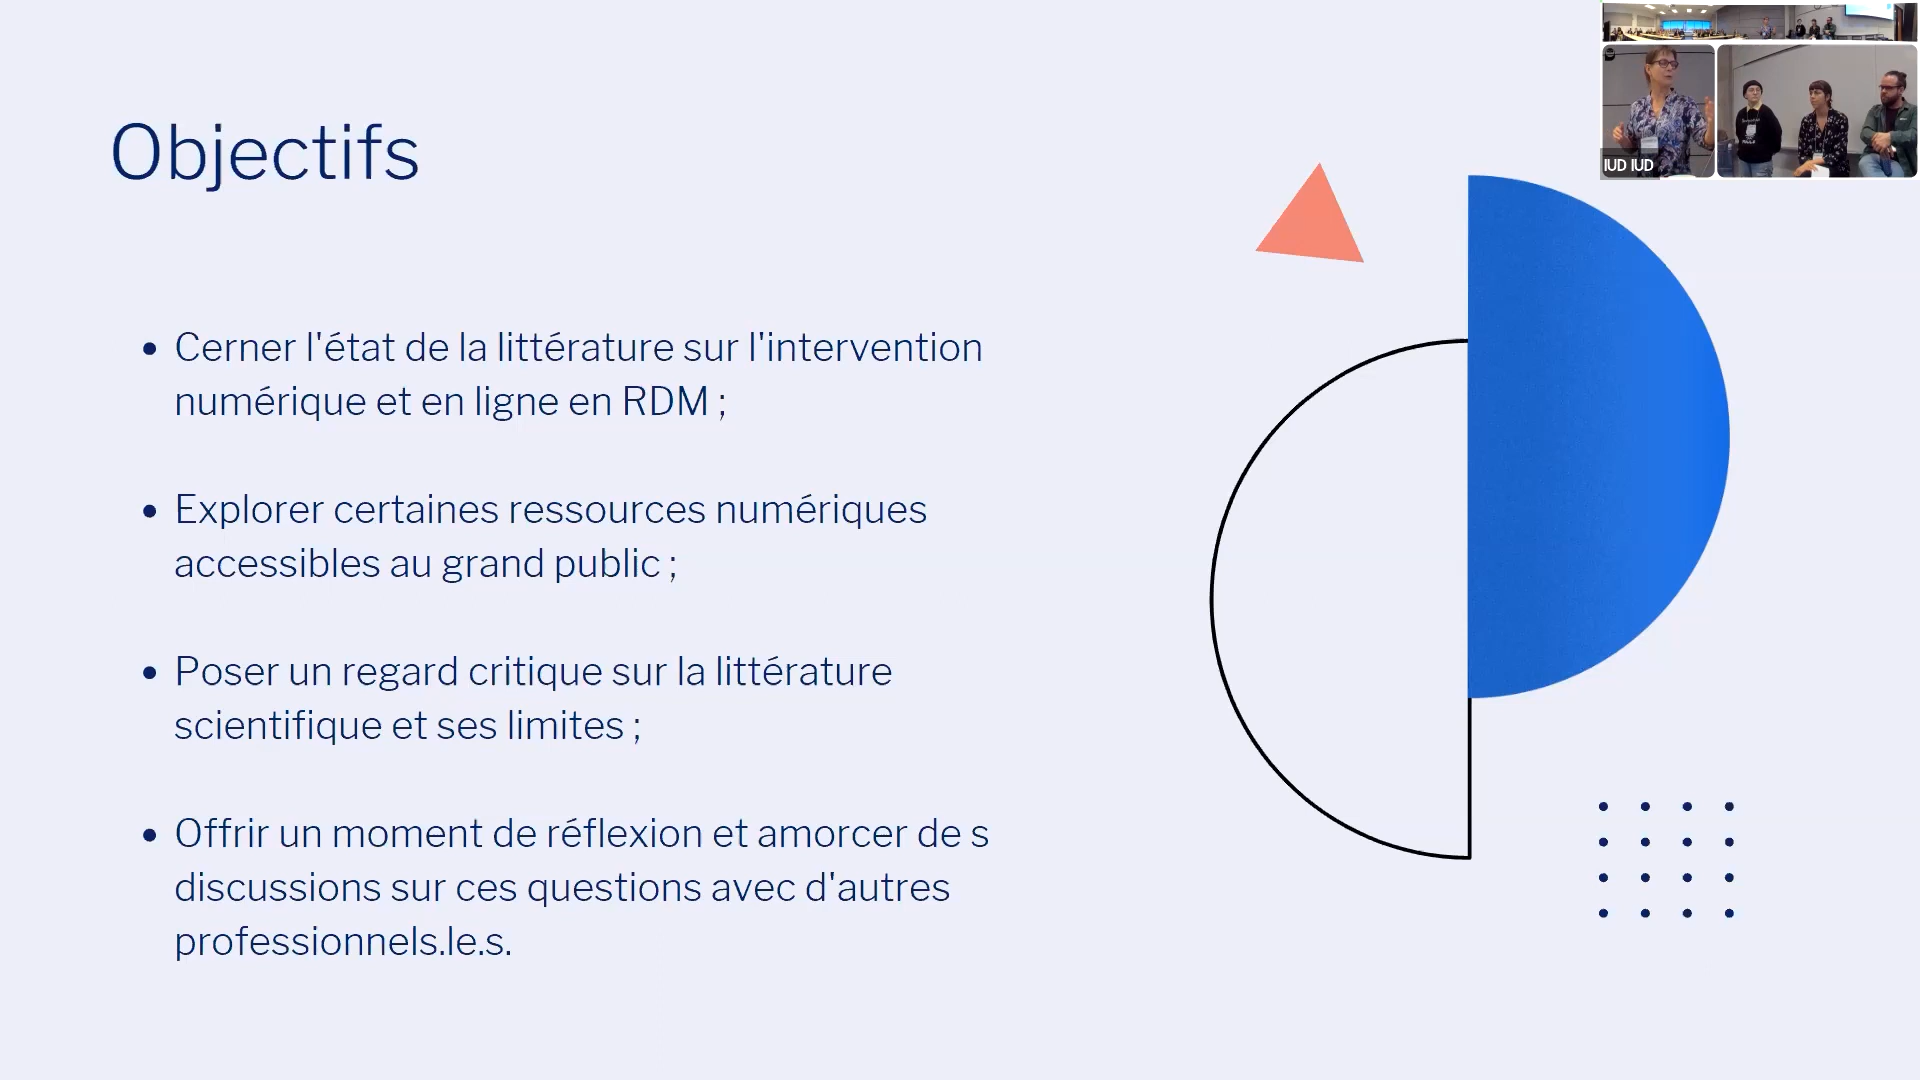 Objectifs
• Cerner l'état de la littérature sur l'intervention
numérique et en ligne en RDM ;
• Explorer certaines ressources numériques
accessibles au grand public ;
• Poser un regard critique sur la littérature
scientifique et ses limites ;
• Offrir un moment de réflexion et amorcer de s
discussions sur ces questions avec d'autres
professionnels.le.s.
IUD IUD